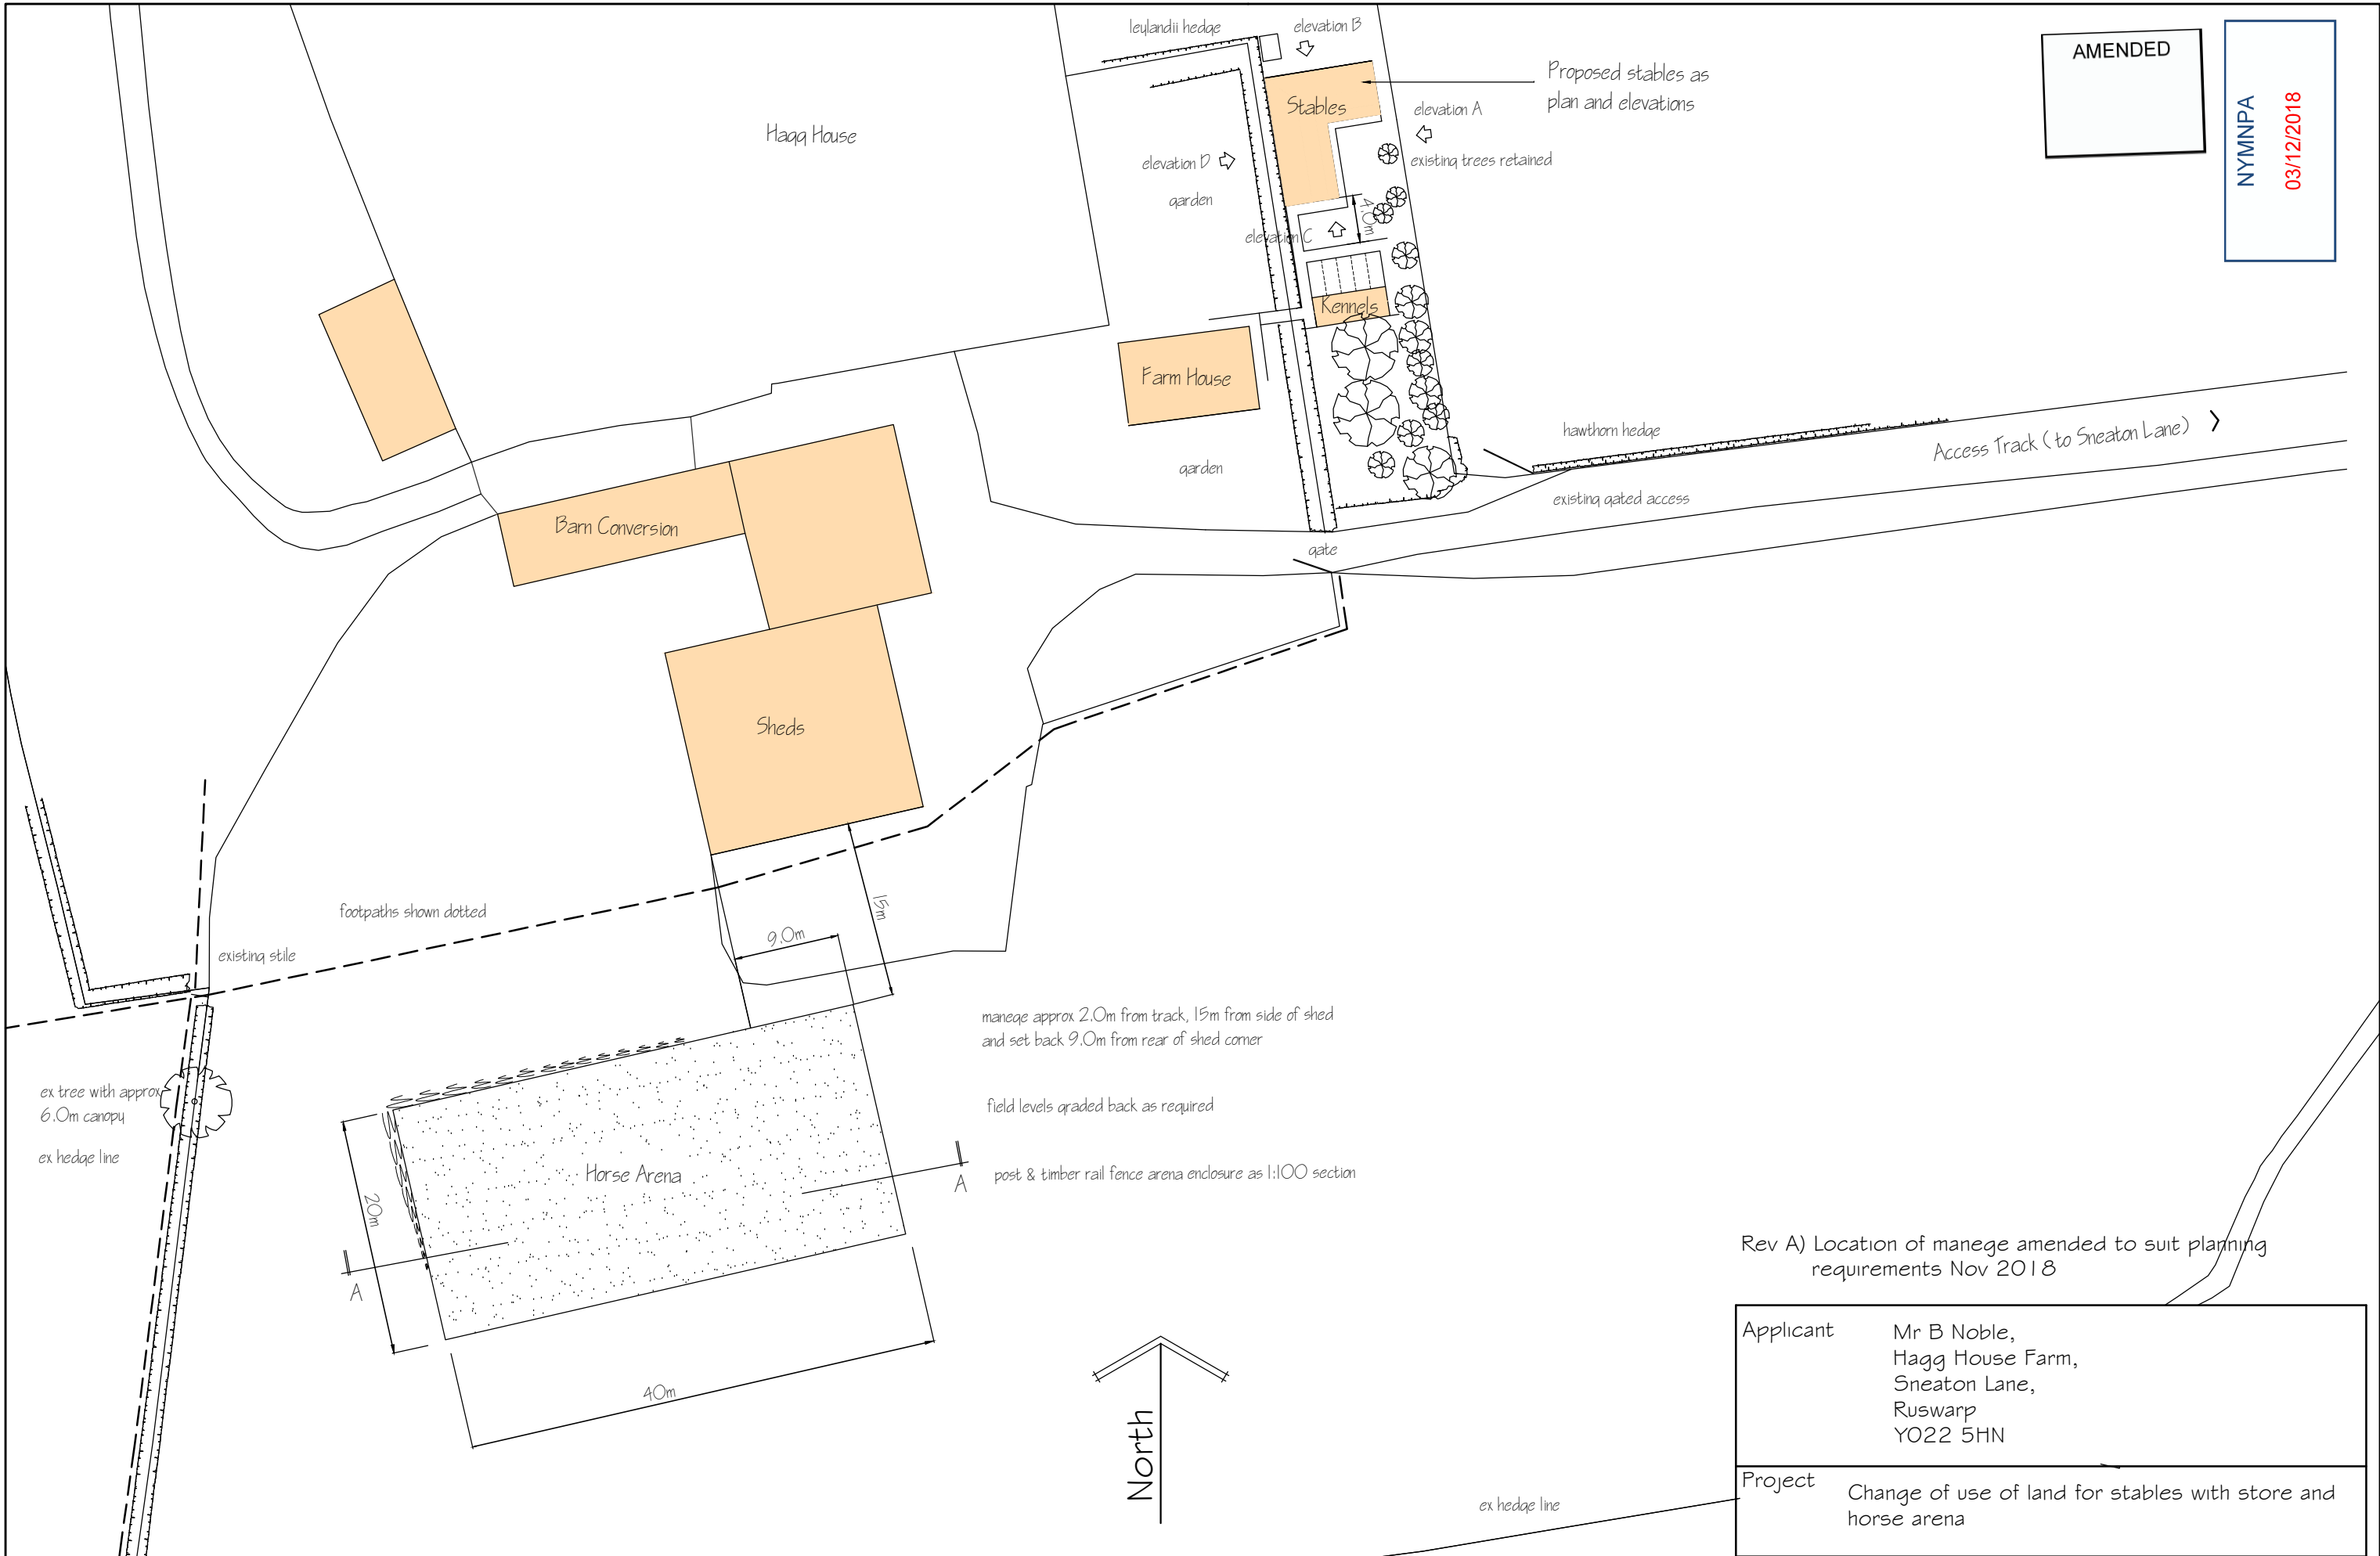 leylandii hedge
elevation B
AMENDED
NYMNPA
03/12/2018
Proposed stables as
plan and elevations
Stables
elevation A
Hagg House
elevation D
existing trees retained
garden
4.0m
elevation C
Kennels
Farm House
hawthorn hedge
Access Track ( to Sneaton Lane)
garden
existing gated access
Barn Conversion
gate
Sheds
footpaths shown dotted
15m
9.0m
existing stile
manege approx 2.0m from track, 15m from side of shed
and set back 9.0m from rear of shed corner
ex tree with approx
6.0m canopy
field levels graded back as required
ex hedge line
Horse Arena
A
post & timber rail fence arena enclosure as 1:100 section
20m
A
Rev A) Location of manege amended to suit planning
requirements Nov 2018
40m
North
Applicant
Mr B Noble,
Hagg House Farm,
Sneaton Lane,
Ruswarp
YO22 5HN
Project
Change of use of land for stables with store and
horse arena
ex hedge line